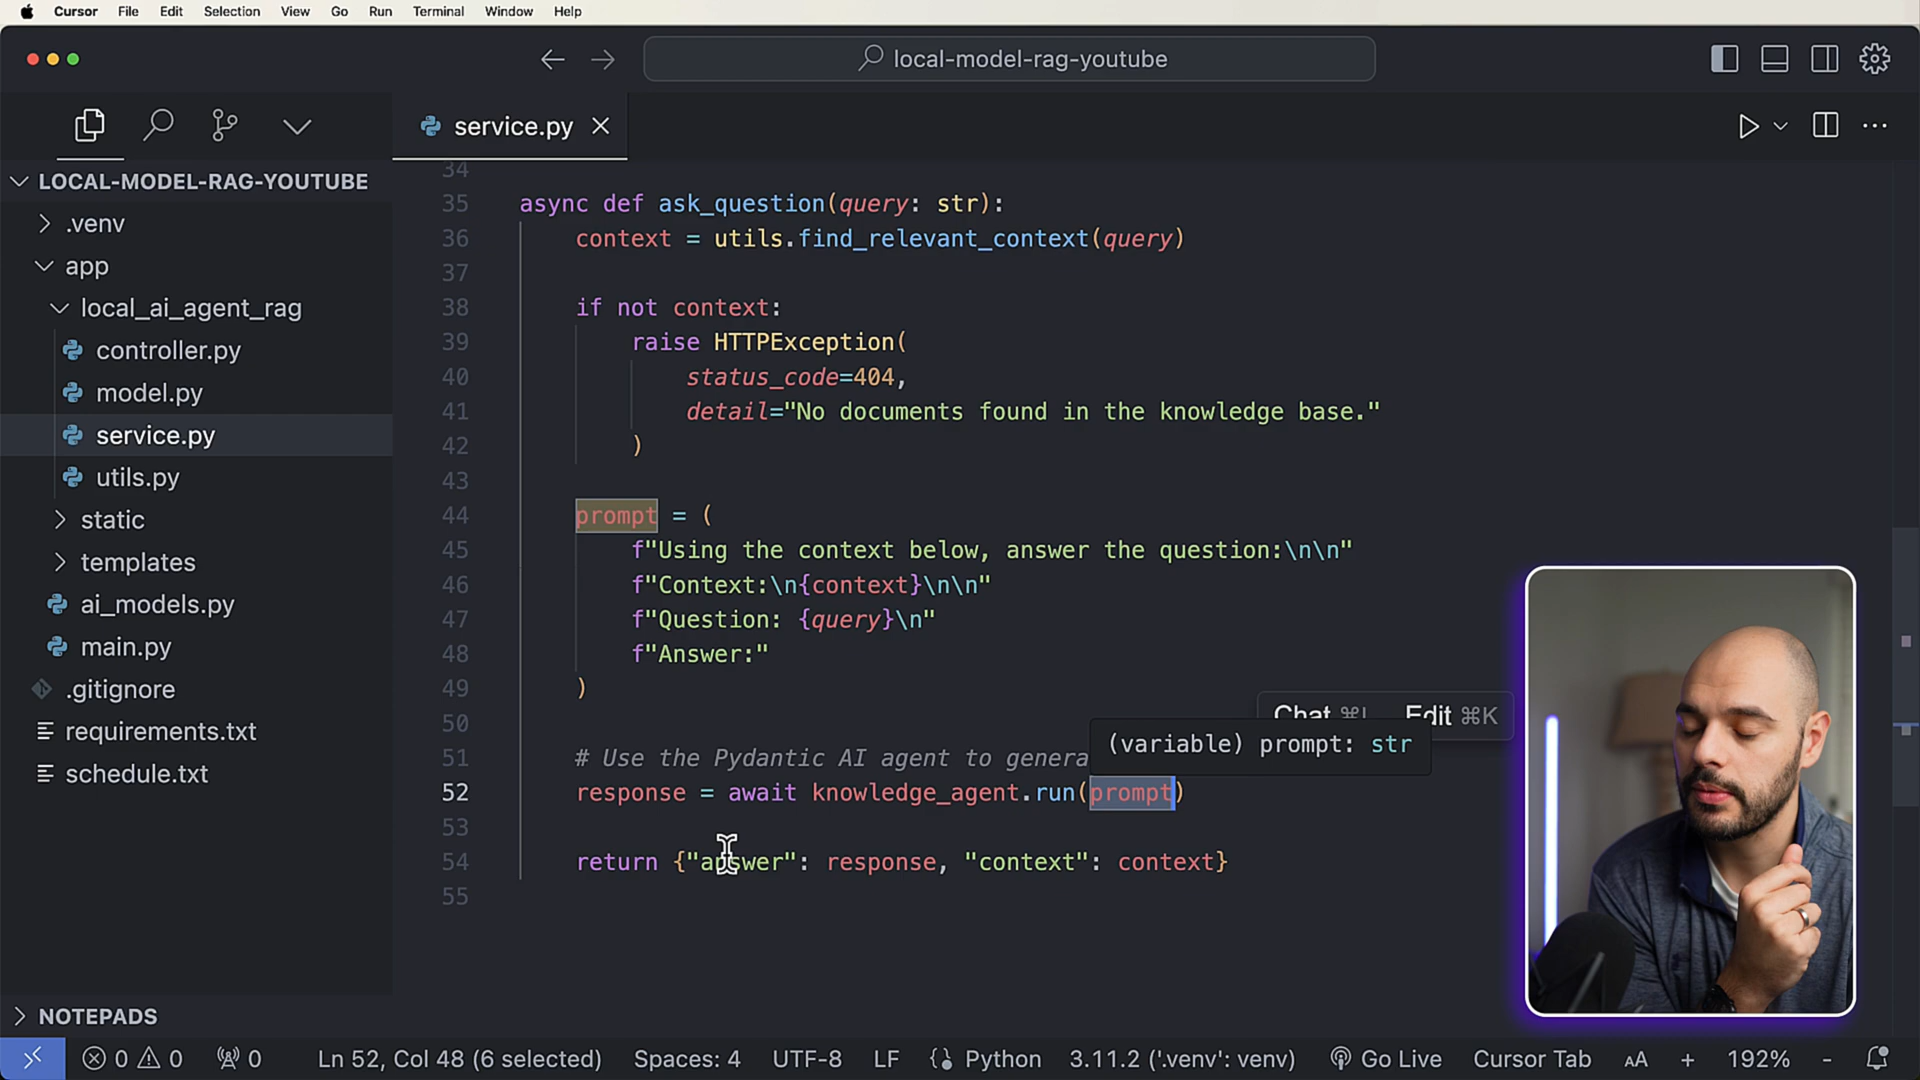 Cursor File Edit Selection View Go Run Terminal Window Help
local-model-rag-youtube
service.py
LOCAL-MODEL-RAG-YOUTUBE
.venv
app
local_ai_agent_rag
controller.py
model.py
service.py
utils.py
static
templates
ai_models.py
main.py
.gitignore
requirements.txt
schedule.txt
NOTEPADS
34
35 async def ask_question(query: str):
36 context = utils.find_relevant_context(query)
37
38 if not context:
39 raise HTTPException(
40 status_code=404,
41 detail="No documents found in the knowledge base."
42 )
43
44 prompt = (
45 f"Using the context below, answer the question:\n\n"
46 f"Context:\n{context}\n\n"
47 f"Question: {query}\n"
48 f"Answer:"
49 )
50
Chat ⌘L Edit ⌘K
(variable) prompt: str
51 # Use the Pydantic AI agent to genera
52 response = await knowledge_agent.run(prompt)
53
54 return {"answer": response, "context": context}
55
0 0 0 Ln 52, Col 48 (6 selected) Spaces: 4 UTF-8 LF Python 3.11.2 ('.venv': venv) Go Live Cursor Tab AA + 192% -